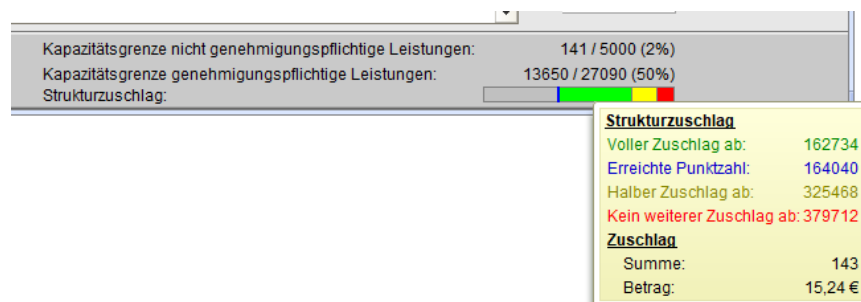 Kapazitätsgrenze nicht genehmigungspflichtige Leistungen: 141 / 5000 (2%)
Kapazitätsgrenze genehmigungspflichtige Leistungen: 13650 / 27090 (50%)
Strukturzuschlag:
Strukturzuschlag
Voller Zuschlag ab: 162734
Erreichte Punktzahl: 164040
Halber Zuschlag ab: 325468
Kein weiterer Zuschlag ab: 379712
Zuschlag
Summe: 143
Betrag: 15,24 €